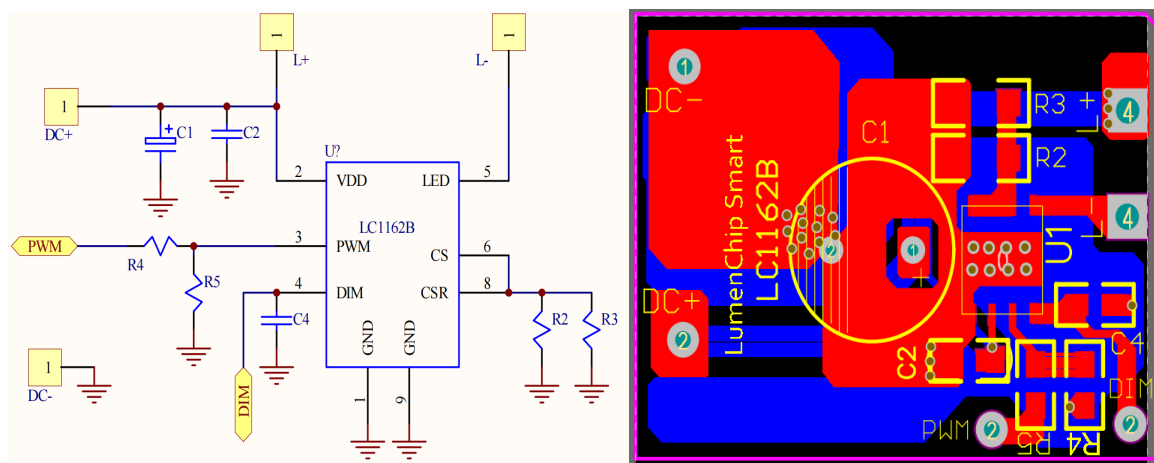 1
L+
1
L-
1
DC+
C1
+
C2
U?
2
VDD
LED
5
LC1162B
PWM
3
PWM
CS
6
R4
R5
4
DIM
CSR
8
C4
R2
R3
GND
GND
1
DC-
DIM
1
9
1
DC-
R3
+
L
4
C1
R2
LumenChip Smart
LC1162B
L
4
2
1
+
U1
DC+
2
C2
C4
DIM
PWM
2
R5
R4
2